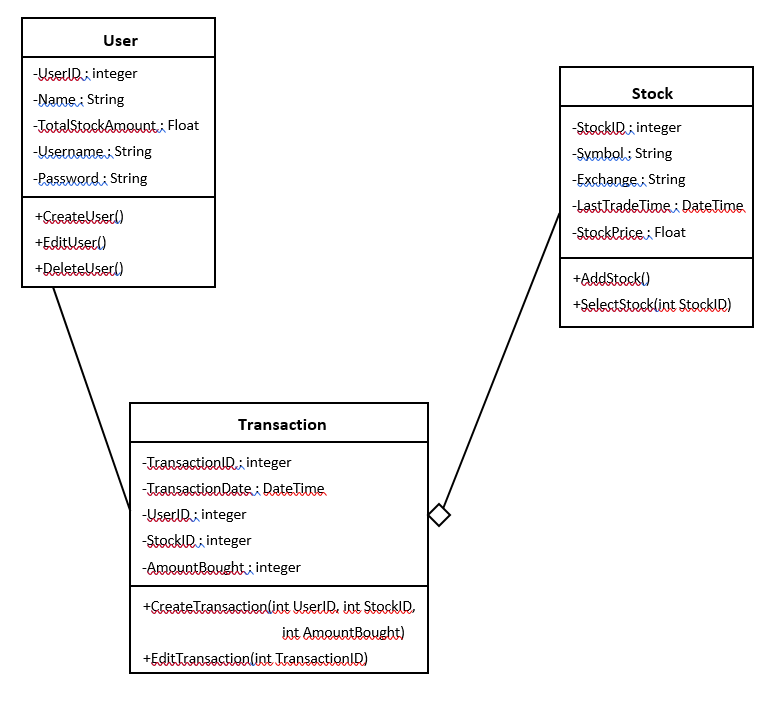 User
-UserID : integer
-Name : String
-TotalStockAmount : Float
-Username : String
-Password : String
+CreateUser()
+EditUser()
+DeleteUser()
Stock
-StockID : integer
-Symbol : String
-Exchange : String
-LastTradeTime : DateTime
-StockPrice : Float
+AddStock()
+SelectStock(int StockID)
Transaction
-TransactionID : integer
-TransactionDate : DateTime
-UserID : integer
-StockID : integer
-AmountBought : integer
+CreateTransaction(int UserID, int StockID,
int AmountBought)
+EditTransaction(int TransactionID)